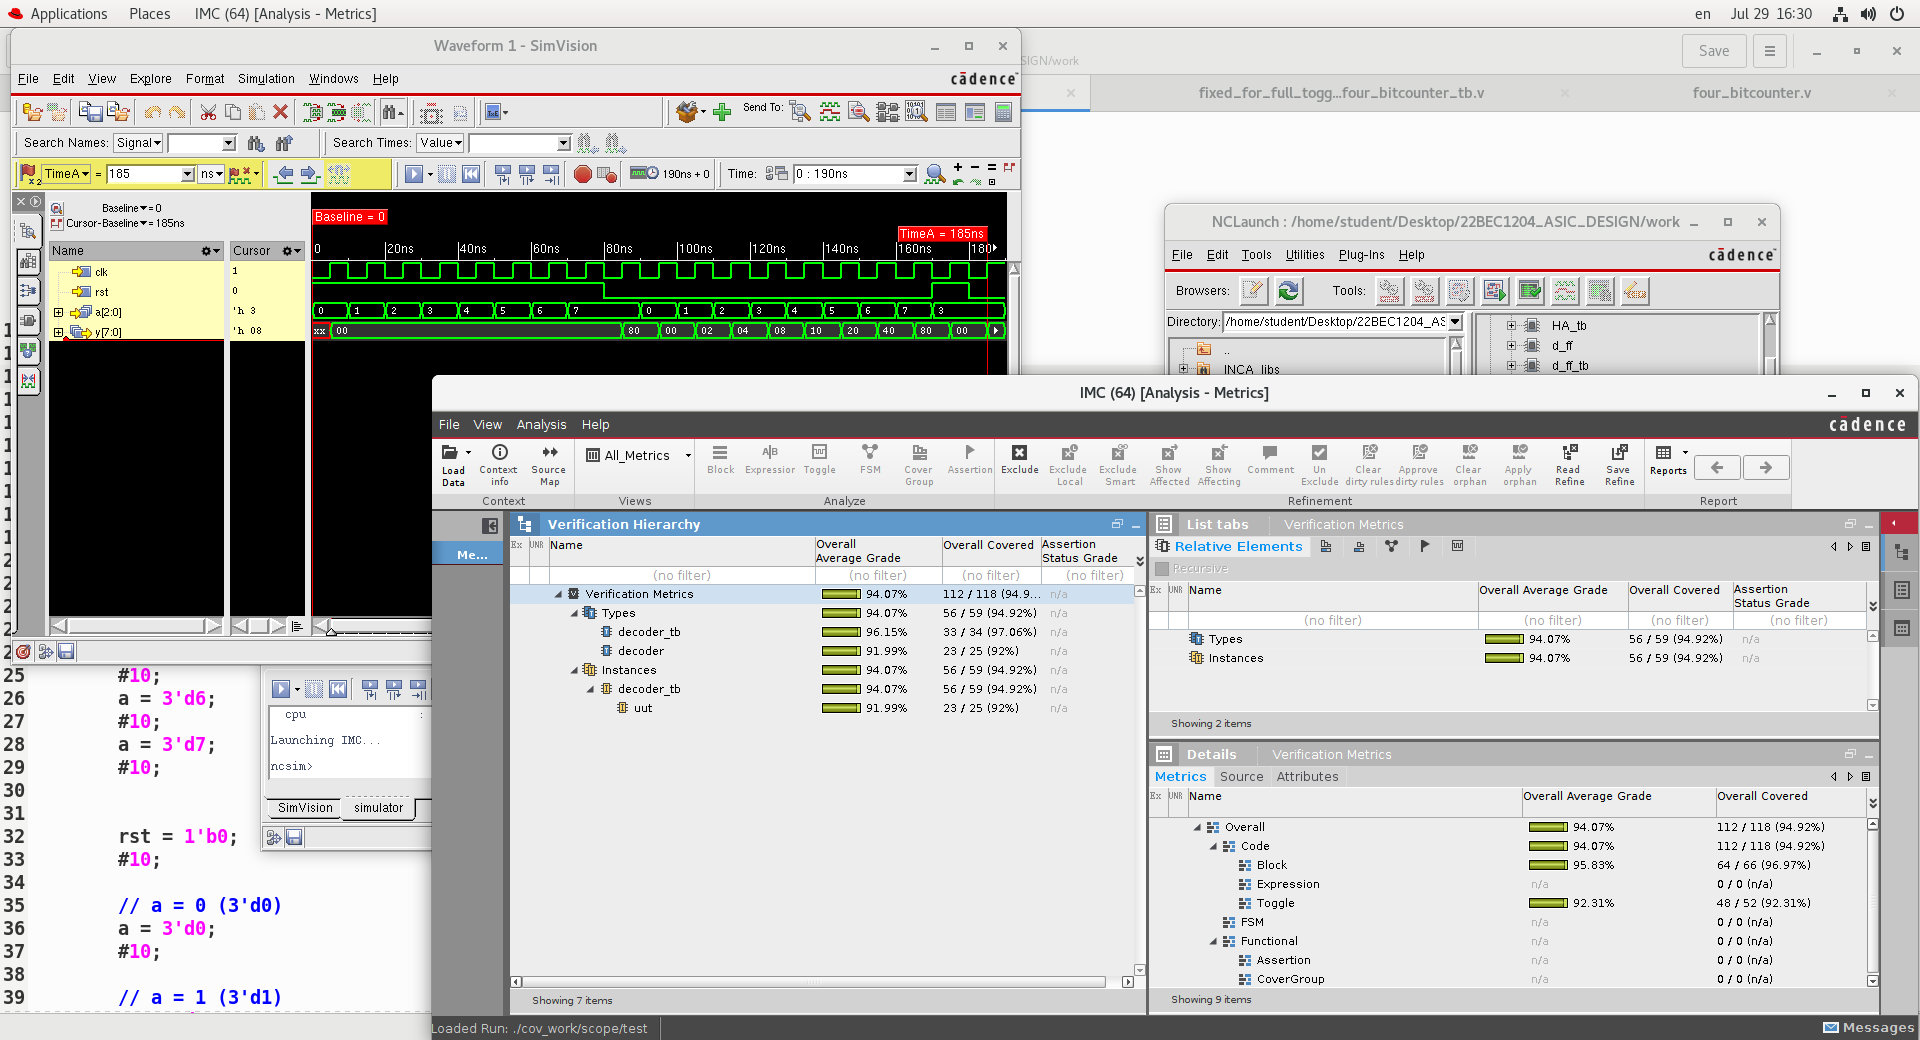 Applications Places IMC (64) [Analysis - Metrics] en Jul 29 16:30
Waveform 1 - SimVision
File Edit View Explore Format Simulation Windows Help cādence
Send To:
Search Names: Signal Search Times: Value
TimeA = 185 ns 190ns + 0 Time: 0 : 190ns
Baseline = 0
Cursor-Baseline = 185ns
Name Cursor
Baseline = 0
TimeA = 185ns
0 20ns 40ns 60ns 80ns 100ns 120ns 140ns 160ns 180
clk 1
rst 0
a[2:0] 'h 3 0 1 2 3 4 5 6 7 0 1 2 3 4 5 6 7 3
y[7:0] 'h 08 xx 00 80 00 02 04 08 10 20 40 80 00
SIGN/work Save
fixed_for_full_togg...four_bitcounter_tb.v four_bitcounter.v
NCLaunch : /home/student/Desktop/22BEC1204_ASIC_DESIGN/work
File Edit Tools Utilities Plug-Ins Help cādence
Browsers: Tools:
Directory: /home/student/Desktop/22BEC1204_AS
..
INCA_libs
HA_tb
d_ff
d_ff_tb
25 #10;
26 a = 3'd6;
27 #10;
28 a = 3'd7;
29 #10;
30
31
32 rst = 1'b0;
33 #10;
34
35 // a = 0 (3'd0)
36 a = 3'd0;
37 #10;
38
39 // a = 1 (3'd1)
cpu :
Launching IMC...
ncsim>
SimVision simulator
IMC (64) [Analysis - Metrics]
File View Analysis Help cādence
Load Data Context info Source Map All_Metrics Block Expression Toggle FSM Cover Group Assertion Exclude Exclude Local Exclude Smart Show Affected Show Affecting Comment Un Exclude Clear dirty rules Approve dirty rules Clear orphan Apply orphan Read Refine Save Refine Reports
Context Views Analyze Refinement Report
Me...
Verification Hierarchy
Ex UNR Name Overall Average Grade Overall Covered Assertion Status Grade
(no filter) (no filter) (no filter) (no filter)
Verification Metrics 94.07% 112 / 118 (94.9... n/a
Types 94.07% 56 / 59 (94.92%) n/a
decoder_tb 96.15% 33 / 34 (97.06%) n/a
decoder 91.99% 23 / 25 (92%) n/a
Instances 94.07% 56 / 59 (94.92%) n/a
decoder_tb 94.07% 56 / 59 (94.92%) n/a
uut 91.99% 23 / 25 (92%) n/a
Showing 7 items
List tabs Verification Metrics
Relative Elements
Recursive
Ex UNR Name Overall Average Grade Overall Covered Assertion Status Grade
(no filter) (no filter) (no filter) (no filter)
Types 94.07% 56 / 59 (94.92%) n/a
Instances 94.07% 56 / 59 (94.92%) n/a
Showing 2 items
Details Verification Metrics
Metrics Source Attributes
Ex UNR Name Overall Average Grade Overall Covered
Overall 94.07% 112 / 118 (94.92%)
Code 94.07% 112 / 118 (94.92%)
Block 95.83% 64 / 66 (96.97%)
Expression n/a 0 / 0 (n/a)
Toggle 92.31% 48 / 52 (92.31%)
FSM n/a 0 / 0 (n/a)
Functional n/a 0 / 0 (n/a)
Assertion n/a 0 / 0 (n/a)
CoverGroup n/a 0 / 0 (n/a)
Showing 9 items
Loaded Run: ./cov_work/scope/test Messages